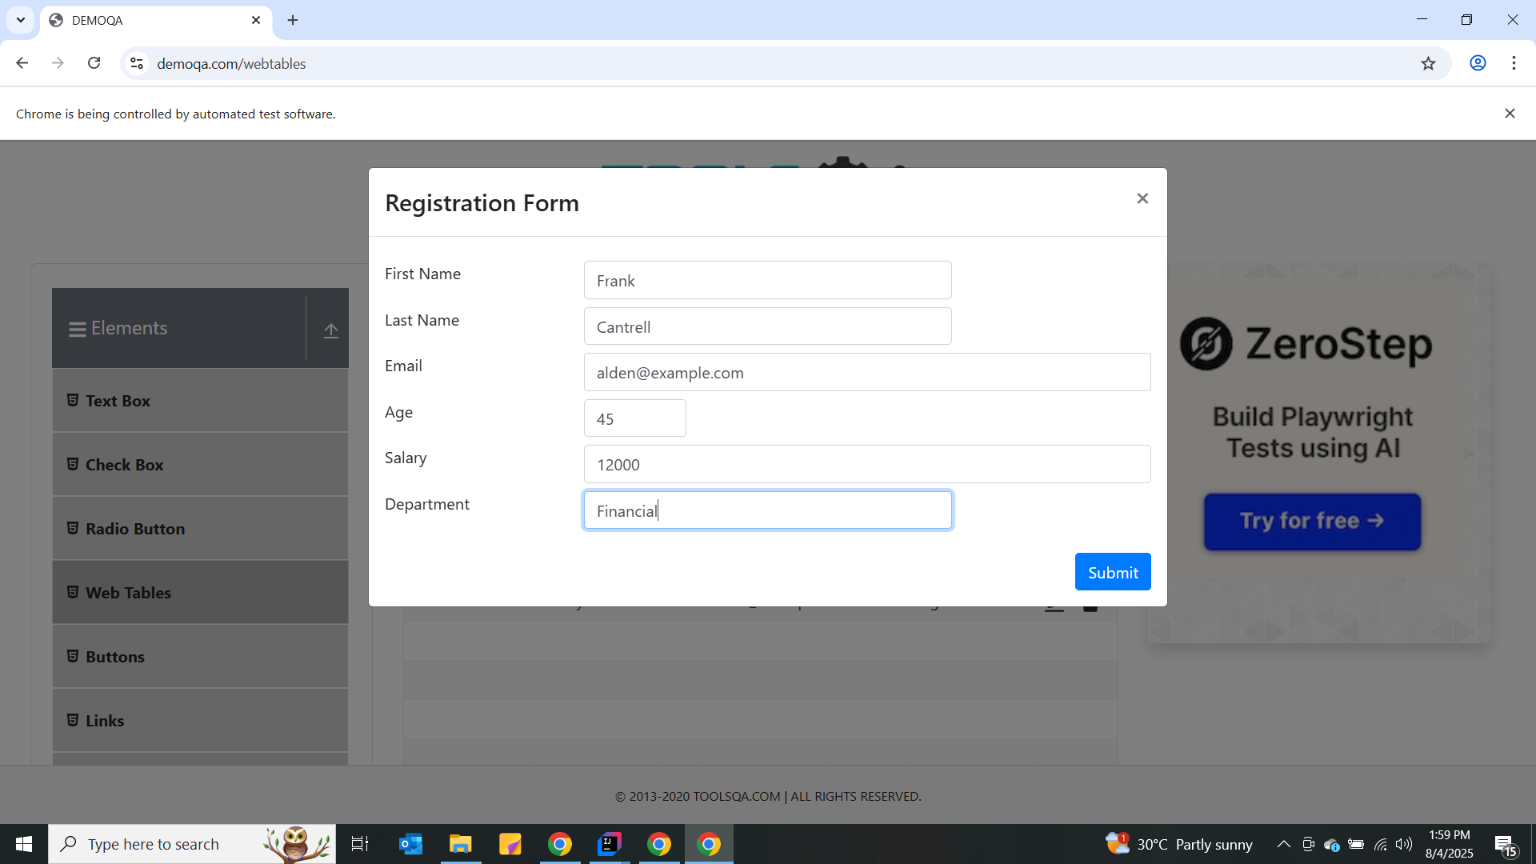 DEMOQA
demoqa.com/webtables
Chrome is being controlled by automated test software.
Registration Form
First Name
Frank
Last Name
Cantrell
Email
alden@example.com
Age
45
Salary
12000
Department
Financial
Submit
Elements
Text Box
Check Box
Radio Button
Web Tables
Buttons
Links
ZeroStep
Build Playwright
Tests using AI
Try for free →
© 2013-2020 TOOLSQA.COM | ALL RIGHTS RESERVED.
Type here to search
1
30°C Partly sunny
1:59 PM
8/4/2025
15